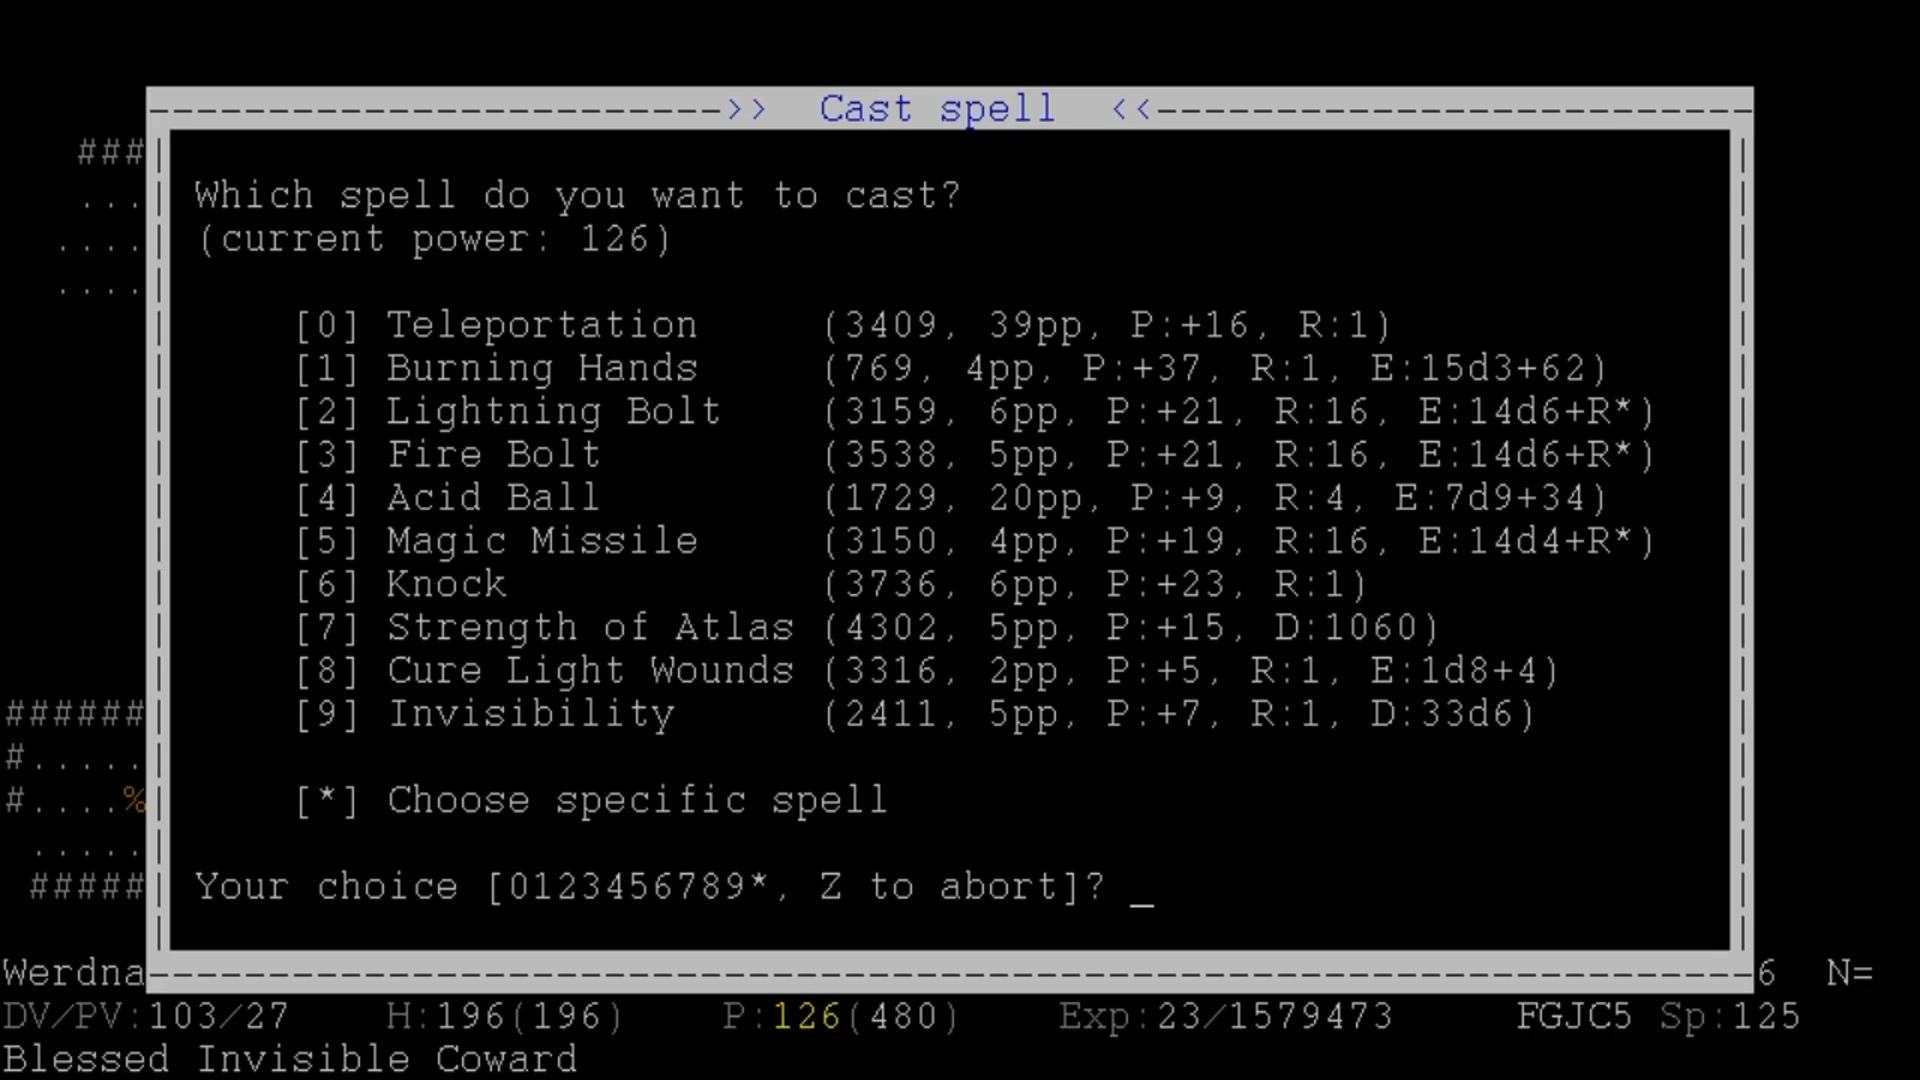 >> Cast spell <<
###
Which spell do you want to cast?
(current power: 126)
[0] Teleportation (3409, 39pp, P:+16, R:1)
[1] Burning Hands (769, 4pp, P:+37, R:1, E:15d3+62)
[2] Lightning Bolt (3159, 6pp, P:+21, R:16, E:14d6+R*)
[3] Fire Bolt (3538, 5pp, P:+21, R:16, E:14d6+R*)
[4] Acid Ball (1729, 20pp, P:+9, R:4, E:7d9+34)
[5] Magic Missile (3150, 4pp, P:+19, R:16, E:14d4+R*)
[6] Knock (3736, 6pp, P:+23, R:1)
[7] Strength of Atlas (4302, 5pp, P:+15, D:1060)
[8] Cure Light Wounds (3316, 2pp, P:+5, R:1, E:1d8+4)
[9] Invisibility (2411, 5pp, P:+7, R:1, D:33d6)
[*] Choose specific spell
Your choice [0123456789*, Z to abort]? _
Werdna 6 N=
DV/PV:103/27 H:196(196) P:126(480) Exp:23/1579473 FGJC5 Sp:125
Blessed Invisible Coward